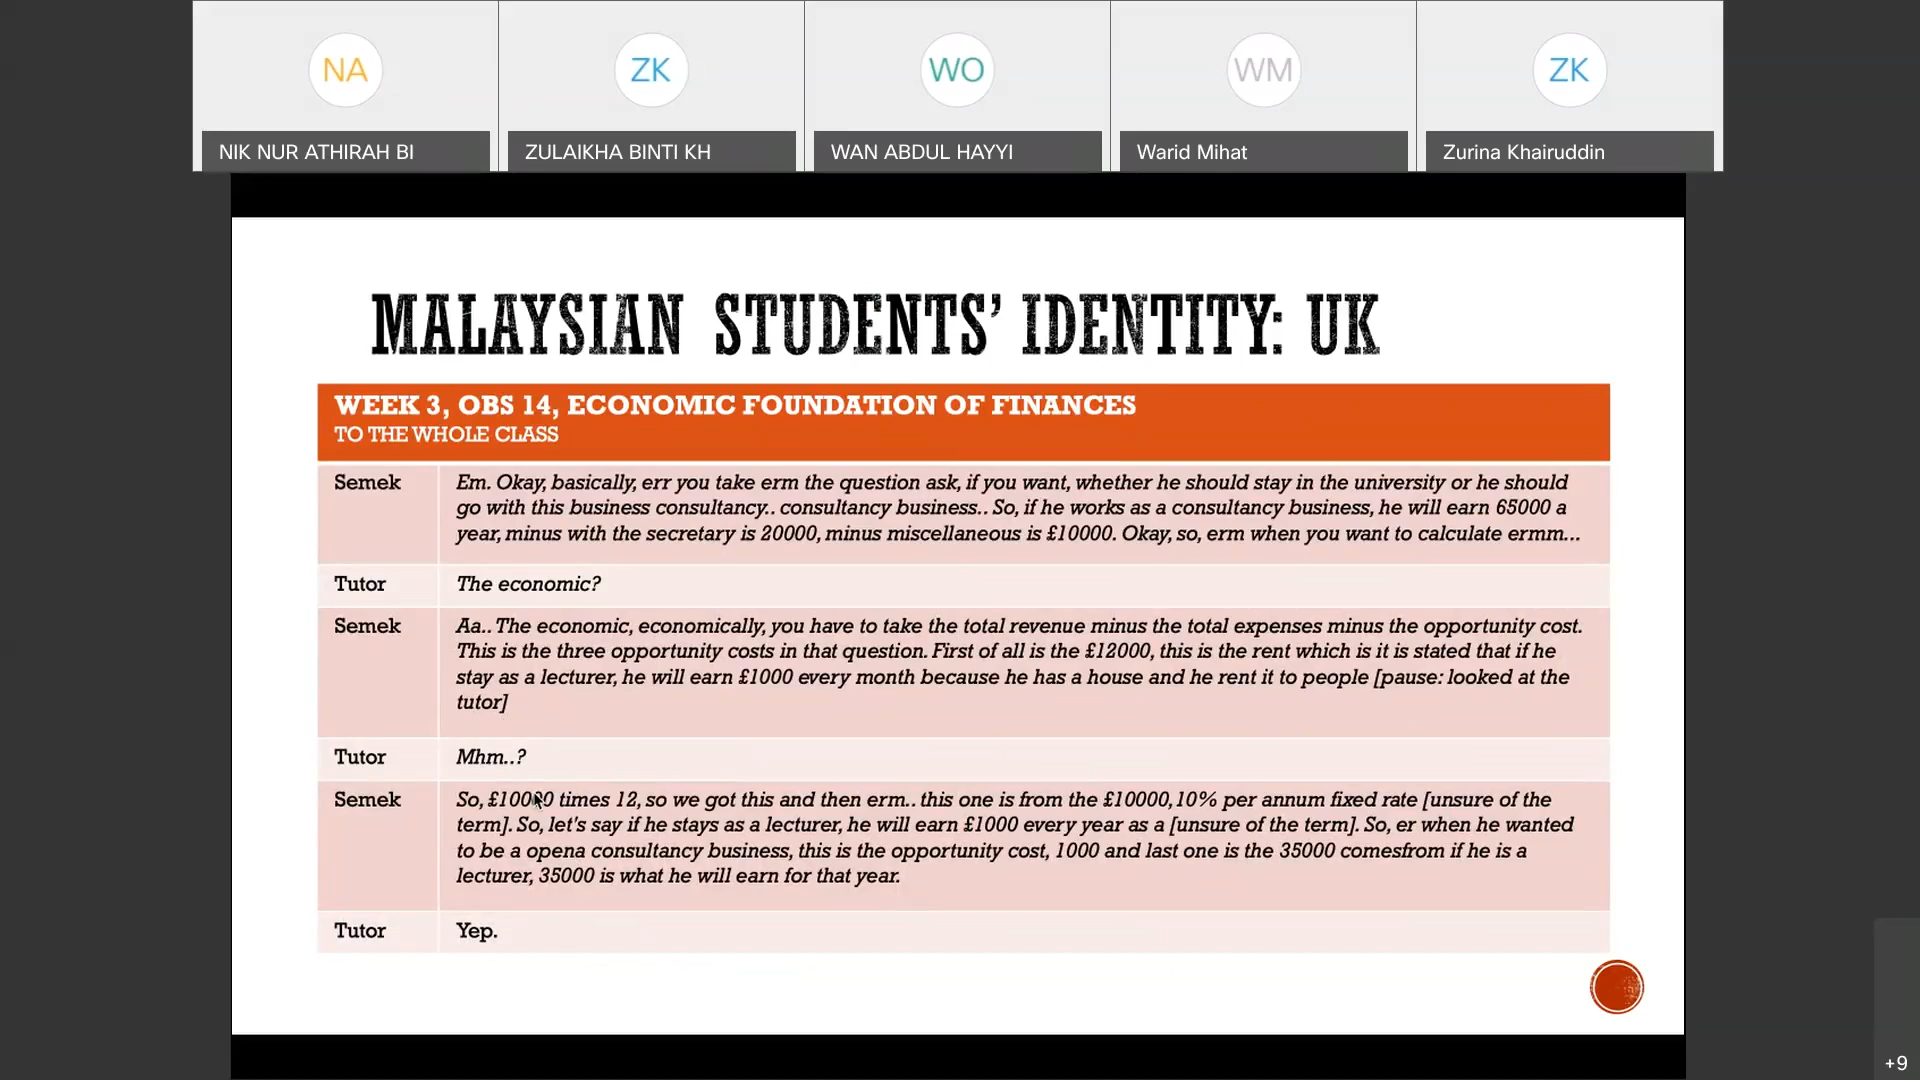 NA
ZK
WO
WM
ZK
NIK NUR ATHIRAH BI
ZULAIKHA BINTI KH
WAN ABDUL HAYYI
Warid Mihat
Zurina Khairuddin
MALAYSIAN STUDENTS' IDENTITY: UK
WEEK 3, OBS 14, ECONOMIC FOUNDATION OF FINANCES
TO THE WHOLE CLASS
Semek
Em. Okay, basically, err you take erm the question ask, if you want, whether he should stay in the university or he should
go with this business consultancy.. consultancy business.. So, if he works as a consultancy business, he will earn 65000 a
year, minus with the secretary is 20000, minus miscellaneous is £10000. Okay, so, erm when you want to calculate ermm...
Tutor
The economic?
Semek
Aa.. The economic, economically, you have to take the total revenue minus the total expenses minus the opportunity cost.
This is the three opportunity costs in that question. First of all is the £12000, this is the rent which is it is stated that if he
stay as a lecturer, he will earn £1000 every month because he has a house and he rent it to people [pause: looked at the
tutor]
Tutor
Mhm..?
Semek
So, £10000 times 12, so we got this and then erm.. this one is from the £10000,10% per annum fixed rate [unsure of the
term]. So, let's say if he stays as a lecturer, he will earn £1000 every year as a [unsure of the term]. So, er when he wanted
to be a opena consultancy business, this is the opportunity cost, 1000 and last one is the 35000 comesfrom if he is a
lecturer, 35000 is what he will earn for that year.
Tutor
Yep.
+9